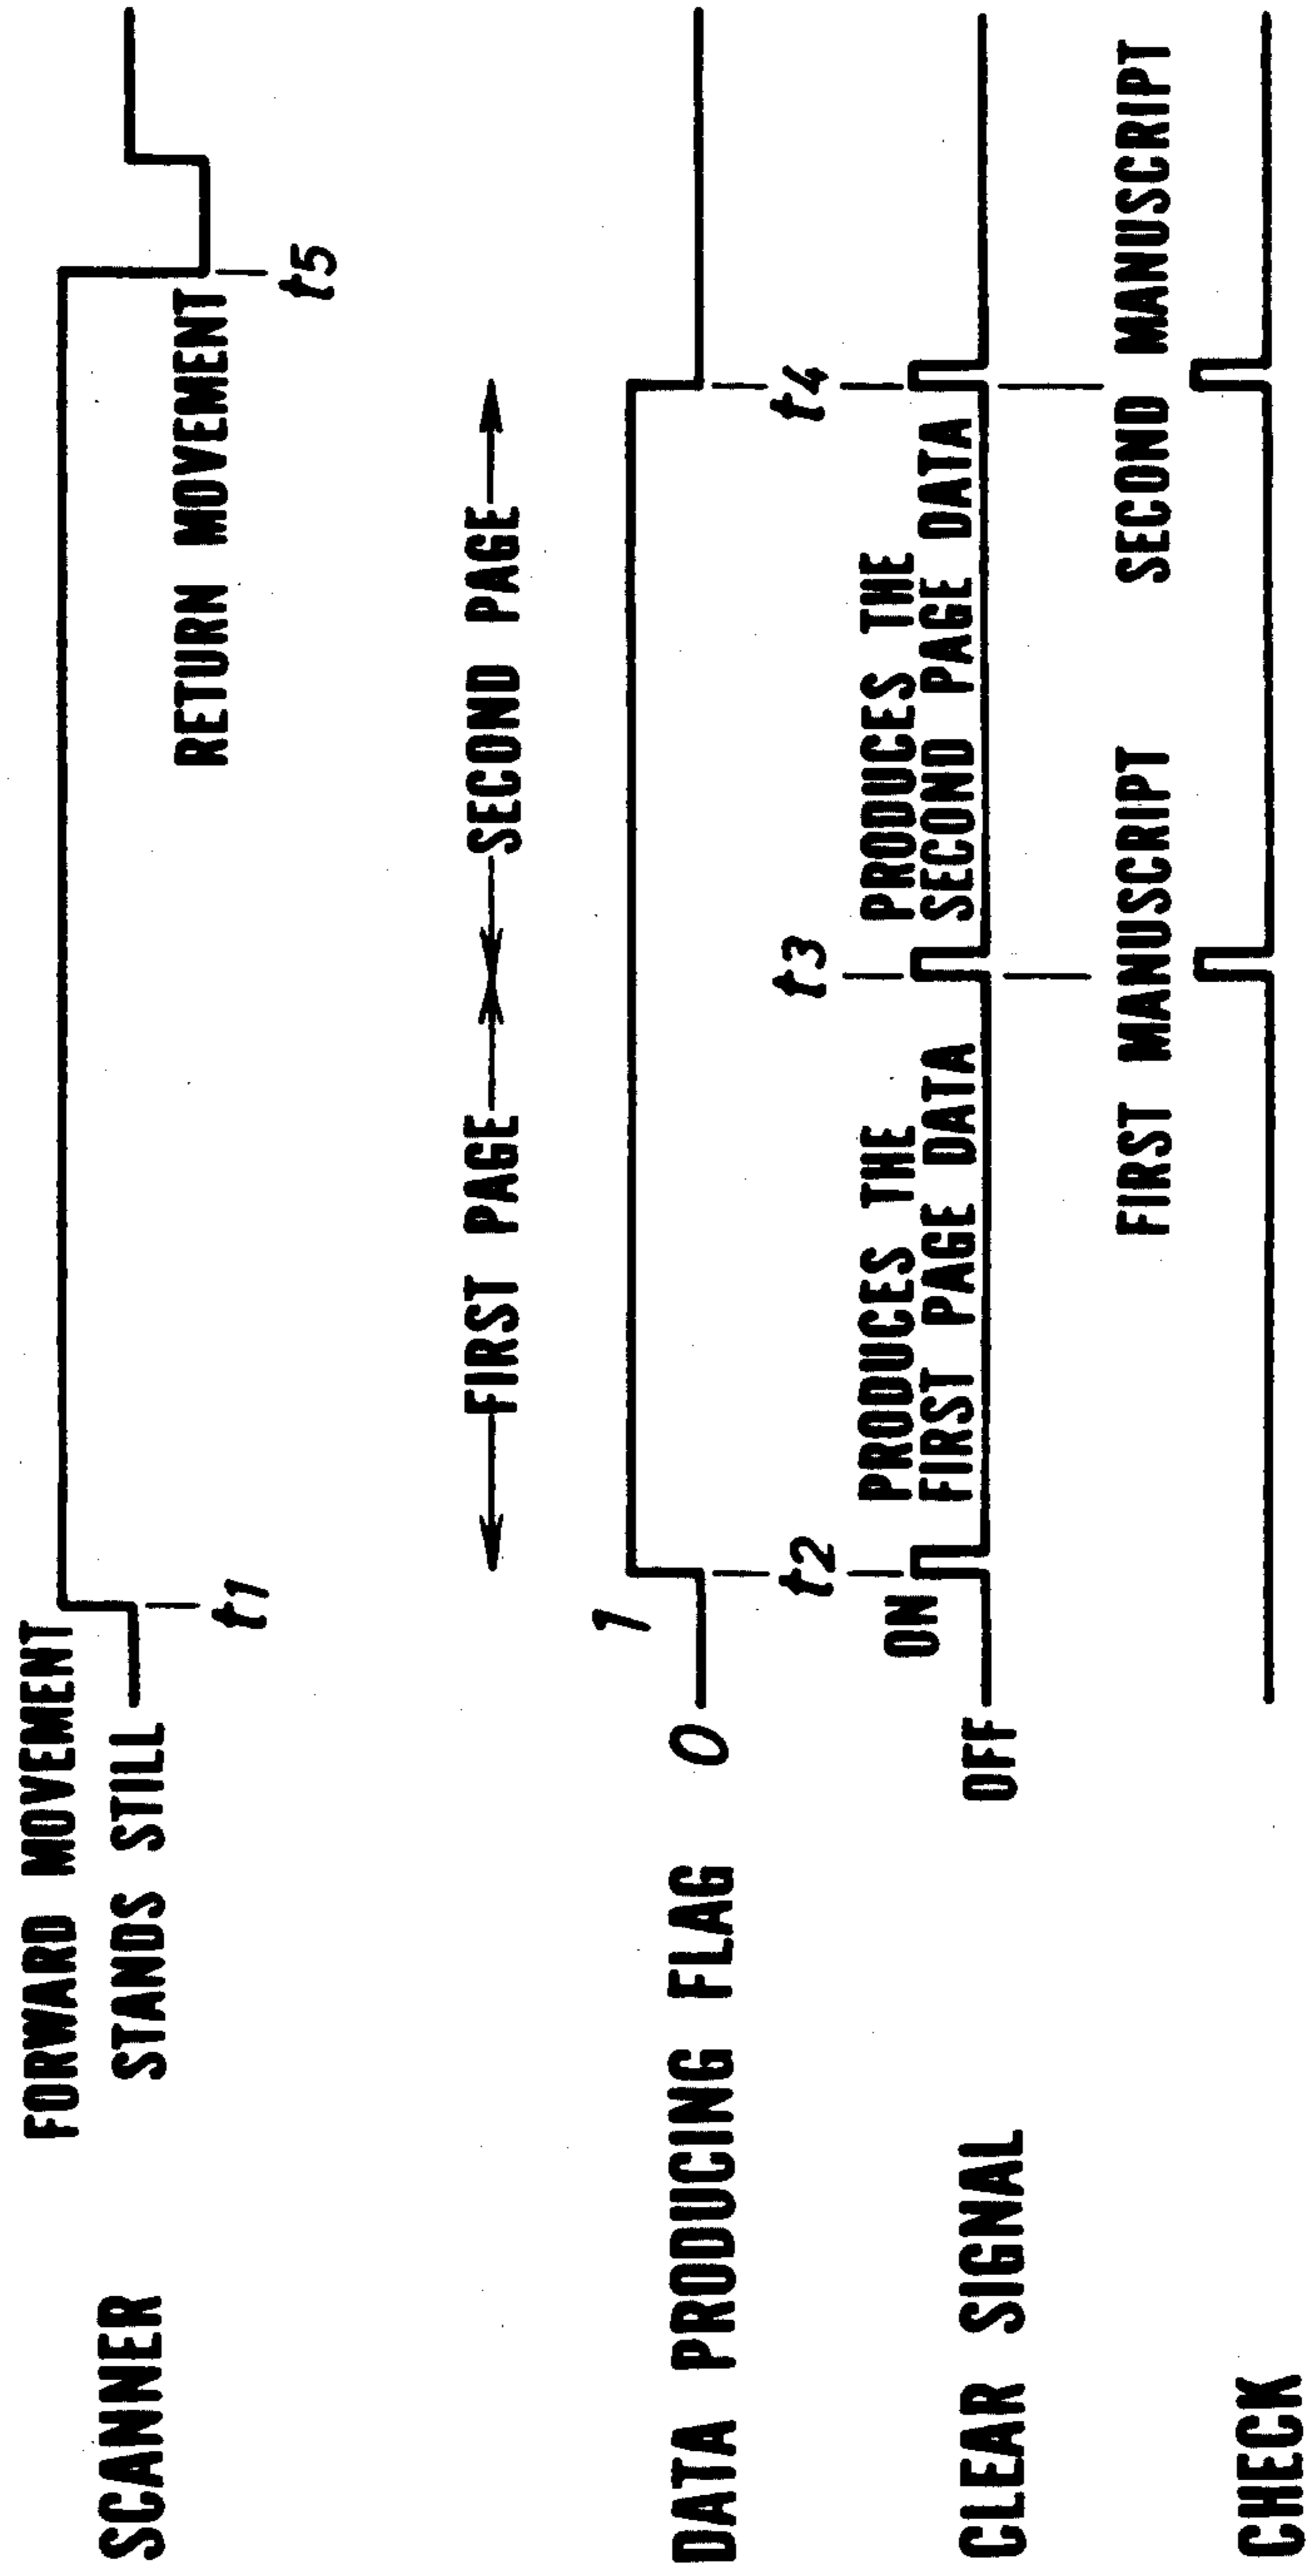 SCANNER
FORWARD MOVEMENT
STANDS STILL
t1
RETURN MOVEMENT
t5
FIRST PAGE
SECOND PAGE
DATA PRODUCING FLAG
1
0
t2
t3
t4
CLEAR SIGNAL
ON
OFF
PRODUCES THE
FIRST PAGE DATA
PRODUCES THE
SECOND PAGE DATA
CHECK
FIRST MANUSCRIPT
SECOND MANUSCRIPT